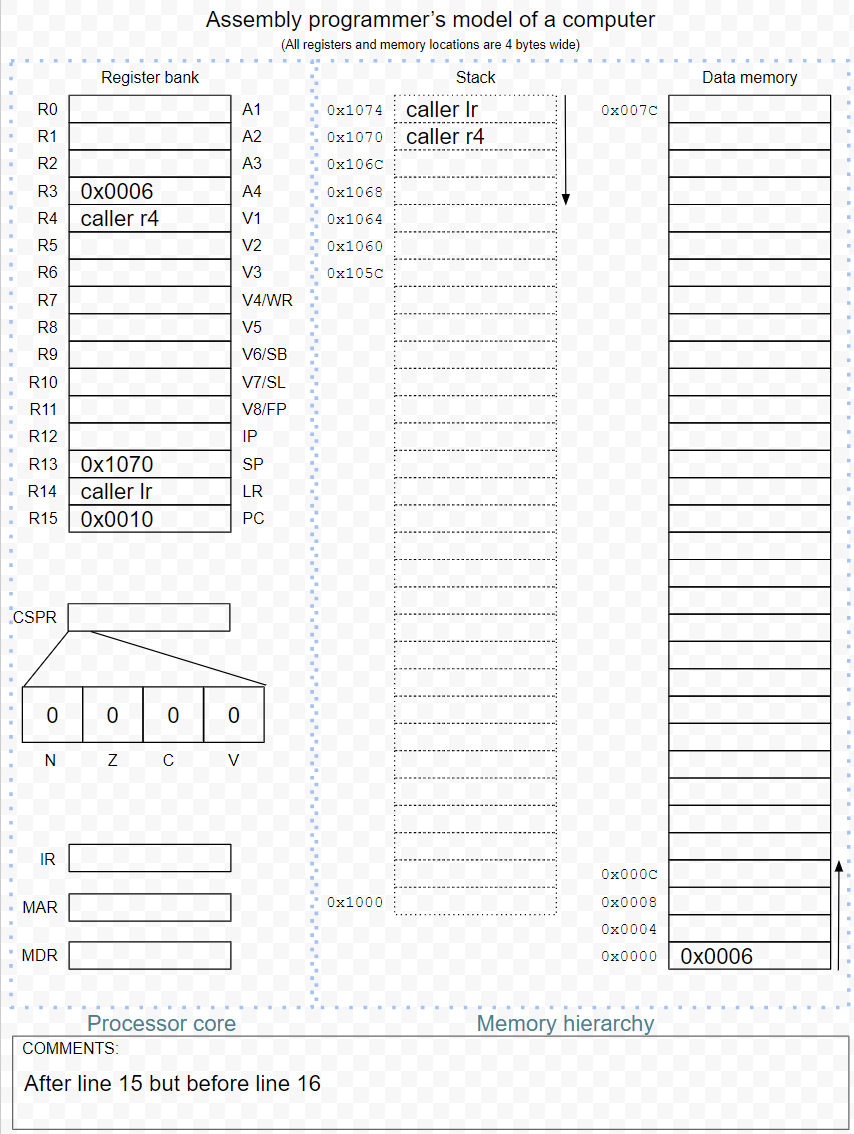 Assembly programmer’s model of a computer
(All registers and memory locations are 4 bytes wide)
Register bank
Stack
Data memory
R0 A1
R1 A2
R2 A3
R3 0x0006 A4
R4 caller r4 V1
R5 V2
R6 V3
R7 V4/WR
R8 V5
R9 V6/SB
R10 V7/SL
R11 V8/FP
R12 IP
R13 0x1070 SP
R14 caller lr LR
R15 0x0010 PC
CSPR
0 0 0 0
N Z C V
IR
MAR
MDR
0x1074 caller lr
0x1070 caller r4
0x106C
0x1068
0x1064
0x1060
0x105C
0x1000
0x007C
0x000C
0x0008
0x0004
0x0000 0x0006
Processor core
Memory hierarchy
COMMENTS:
After line 15 but before line 16